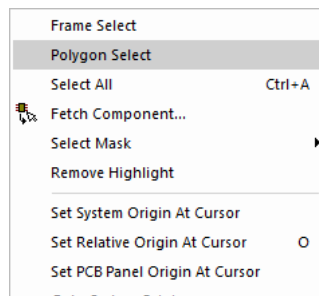 Frame Select
Polygon Select
Select All Ctrl+A
Fetch Component...
Select Mask
Remove Highlight
Set System Origin At Cursor
Set Relative Origin At Cursor O
Set PCB Panel Origin At Cursor